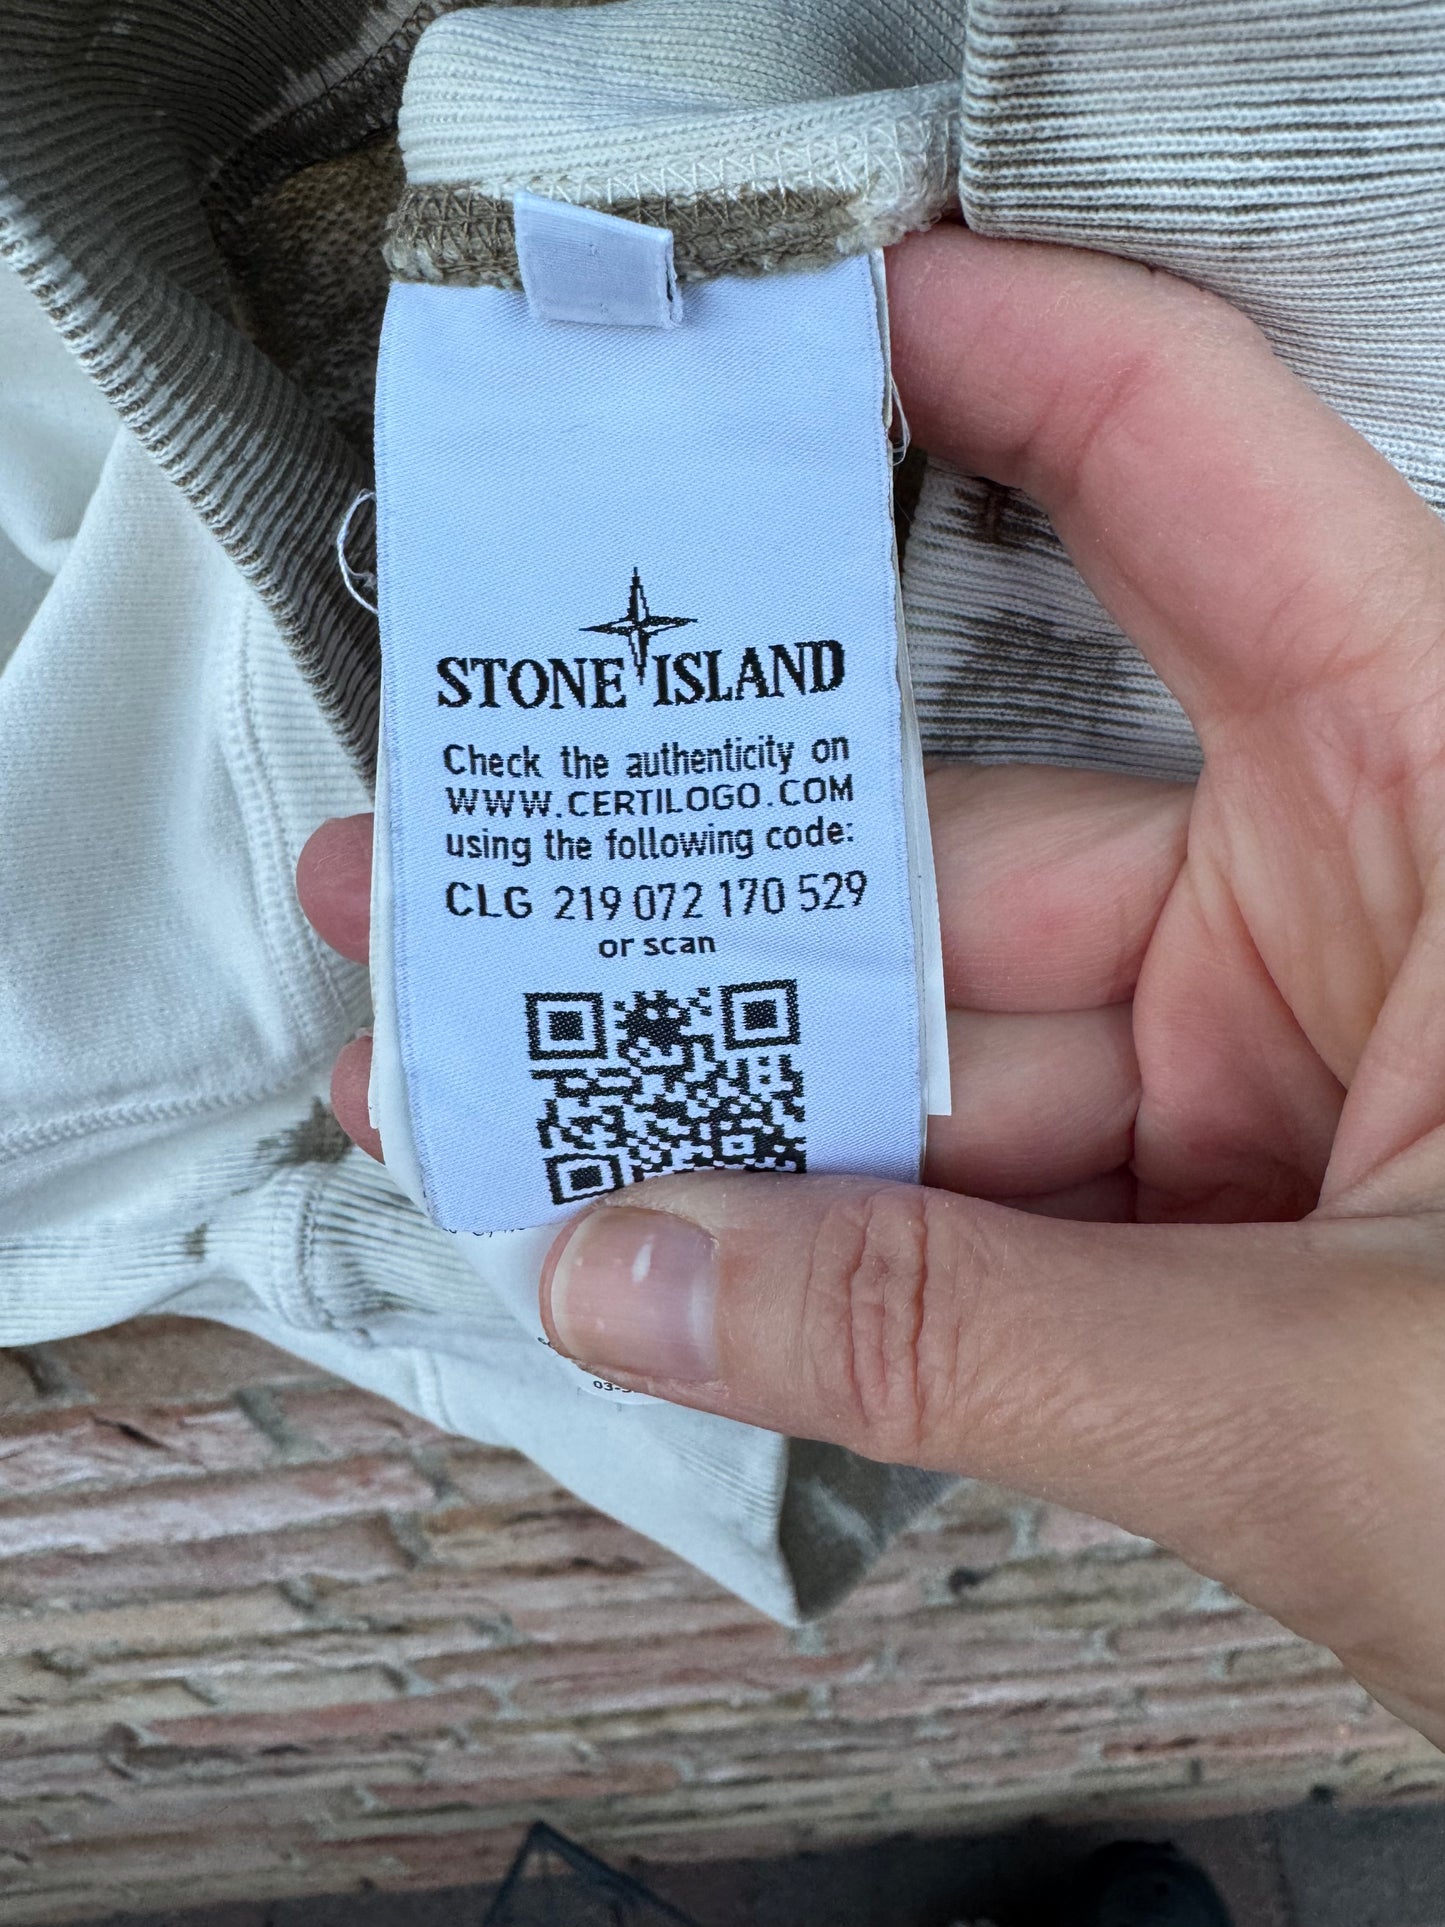 STONE ISLAND
Check the authenticity on
WWW.CERTILOGO.COM
using the following code:
CLG 219 072 170 529
or scan